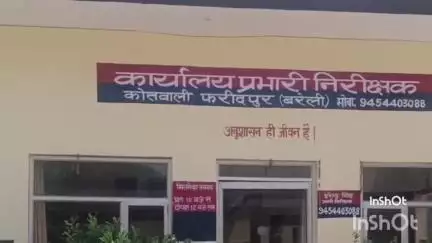 कार्यालय प्रभारी निरीक्षक
कोतवाली फरीदपुर (बरेली) मोबा. 9454403088
अनुशासन ही जीवन है।
9454403088
InShOt
InShOt